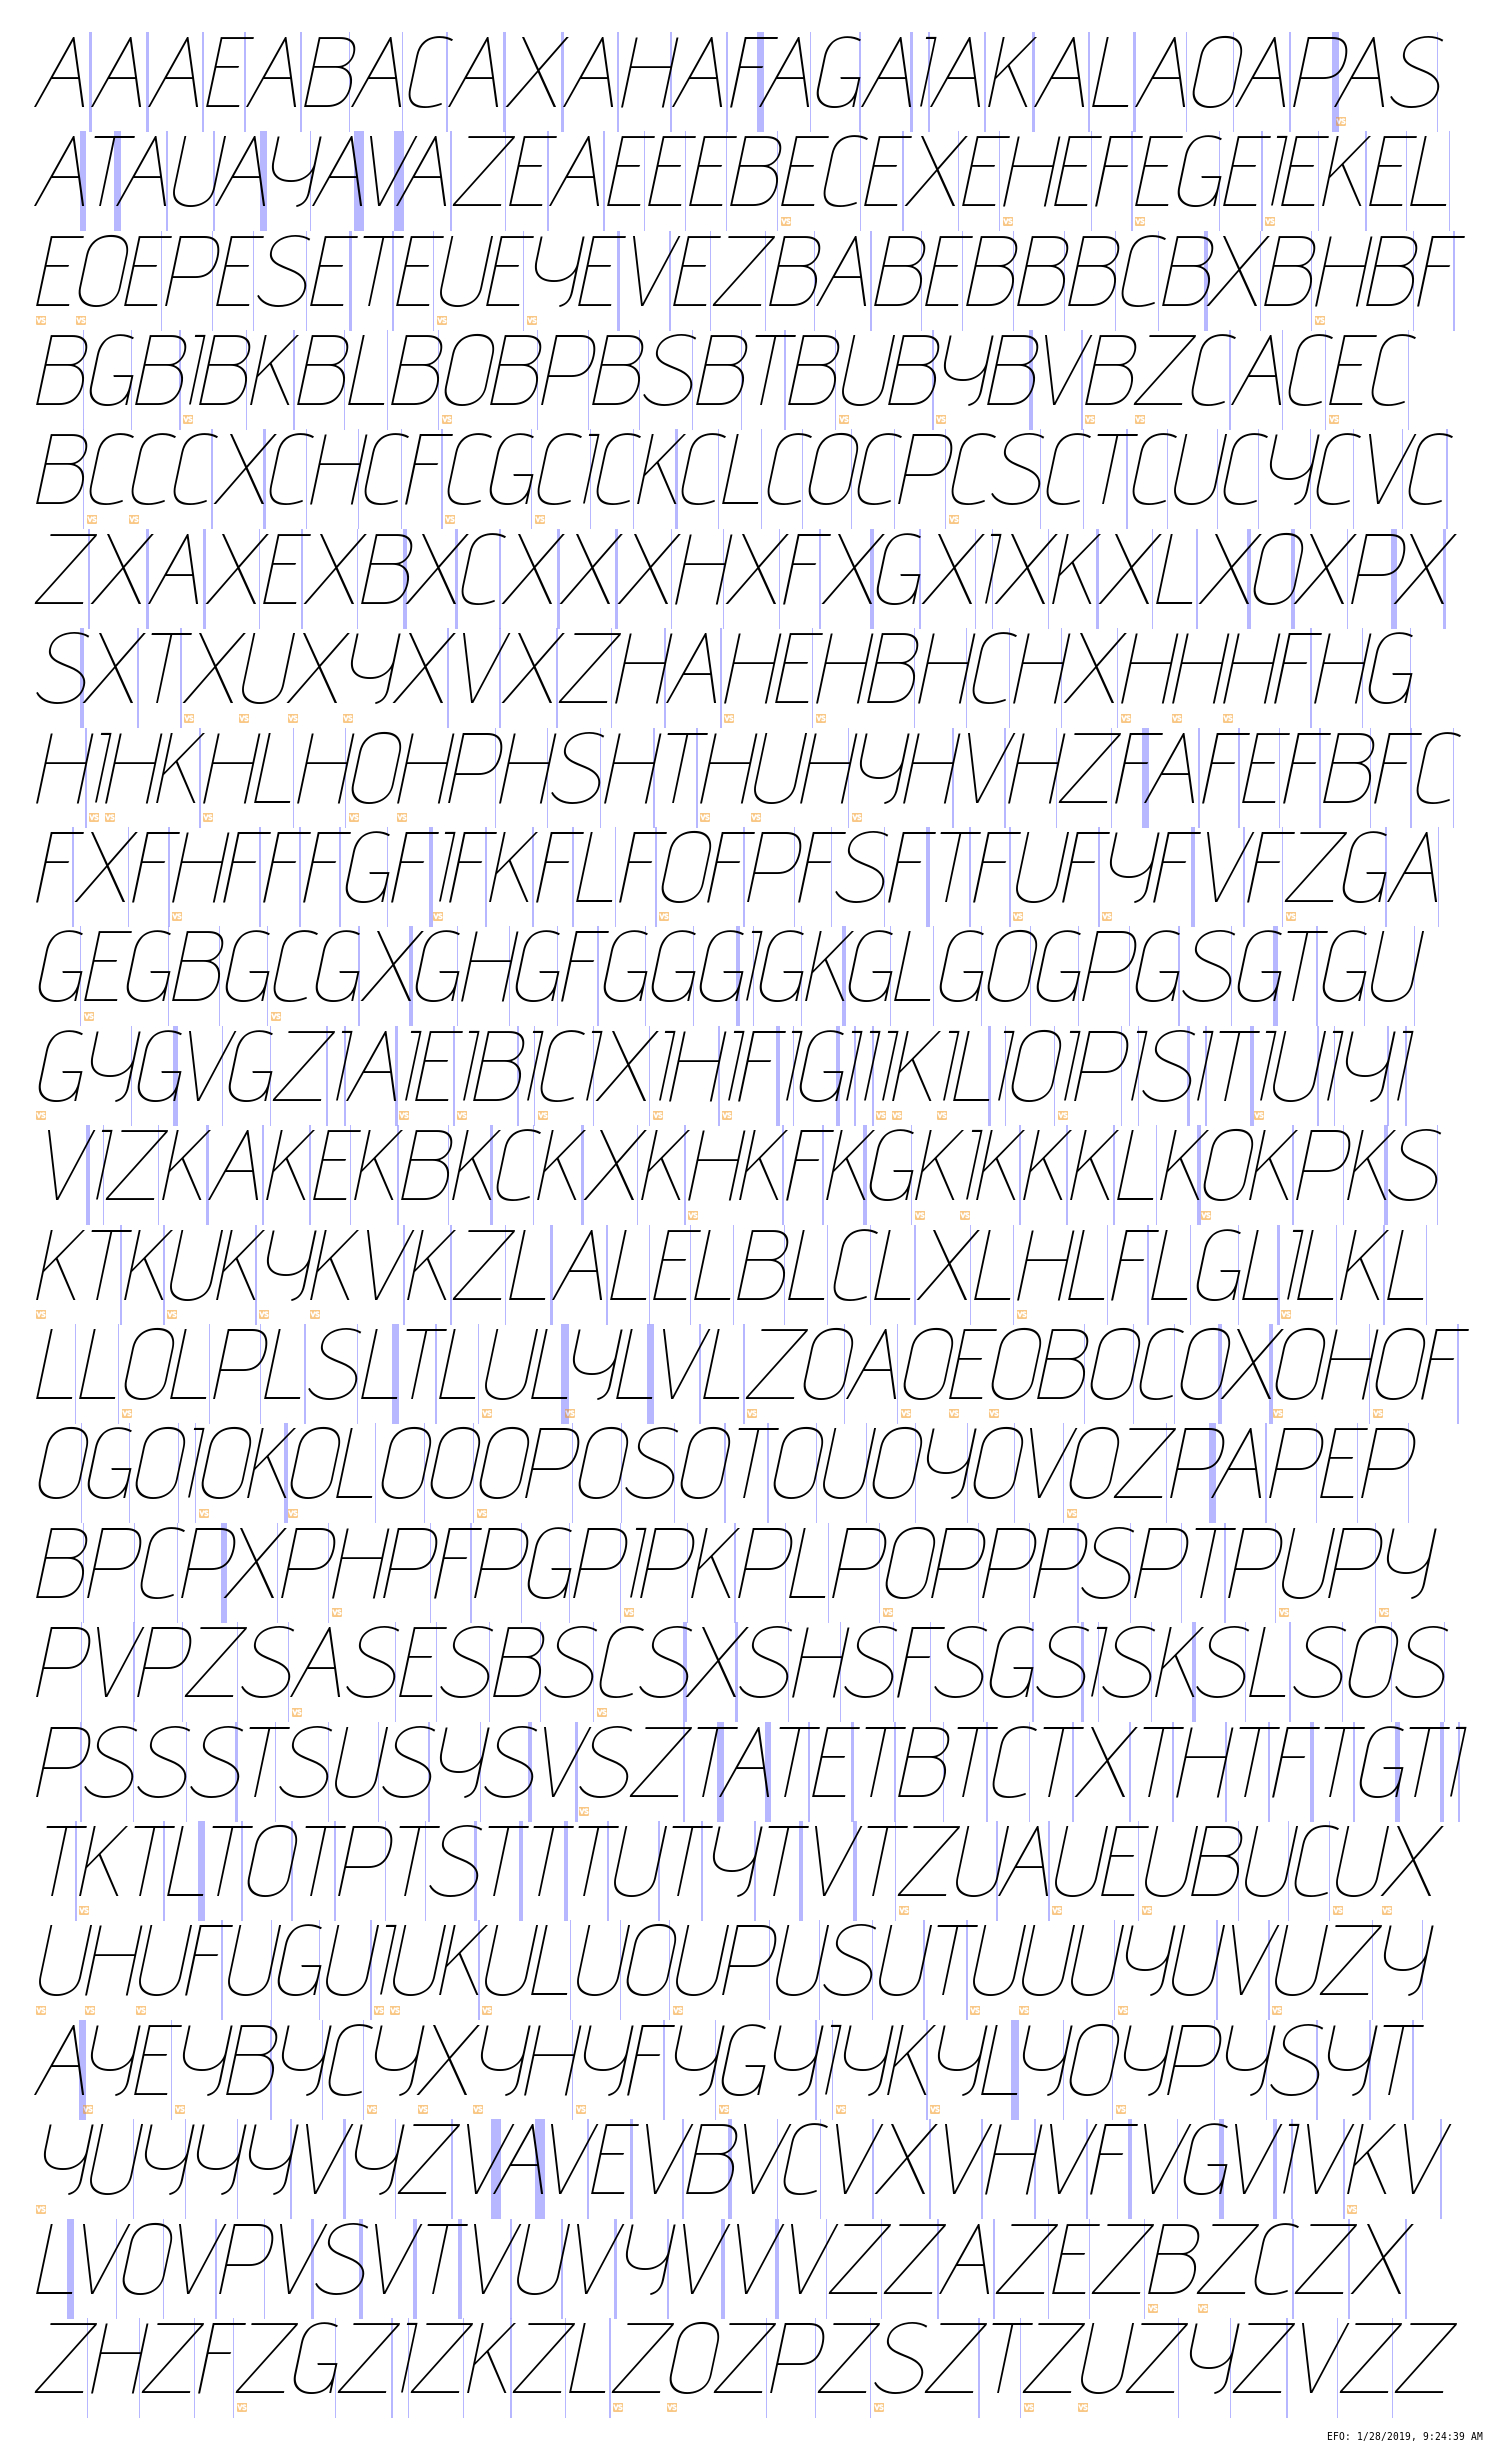 AAAEABACAXAHAFAGAIAKALAOAPAS
ATAUAYAVAZEAEEEBECEXEHEFEGEIEKEL
EOEPESETEUEYEVEZBABEBBBCBXBHBF
BGBIBKBLBOBPBSBTBUBYBVBZCACEC
BCCCXCHCFCGCICKCLCOCPCSCTCUCYCVC
ZXAXEXBXCXXXHXFXGXIXKXLXOXPX
SXTXUXYXVXZHAHEHBHCHXHHHFHG
HIHKHLHOHPHSHTHUHYHVHZFAFEFBFC
FXFHFFFGFIFKFLFOFPFSFTFUFYFVFZGA
GEGBGCGXGHGFGGGIGKGLGOGPGSGTGU
GYGVGZIAIEIBICIXIHIFIGIIIKILIOIPISITIUIYI
VIZKAKEKBKCKXKHKFKGKIKKKLKOKPKS
KTKUKYKVKZLALELBLCLXLHLFLGLILKL
LLOLPLSLTLULYLVLZOAOEOBOCOXOHOF
OGOIOKOLOOOPOSOTOUOYOVOZPAPEP
BPCPXPHPFPGPIPKPLPOPPPSPTPUPY
PVPZSASESBSCSXSHSFSGSISKSLSOS
PSSSTSUSYSVSZTATETBTCTXTHTFTGTI
TKTLTOTPTSTTTUTYTVTZUAUEUBUCUX
UHUFUGUIUKULUOUPUSUTUUUYUVUZY
AYEYBYCYXYHYFYGYIYKYLYOYPYSYT
YUYYYVYZVAVEVBVCVXVHVFVGVIVKV
LVOVPVSVTVUVYVVVZZAZEZBZCZX
ZHZFZGZIZKZLZOZPZSZTZUZYZVZZ
EFO: 1/28/2019, 9:24:39 AM